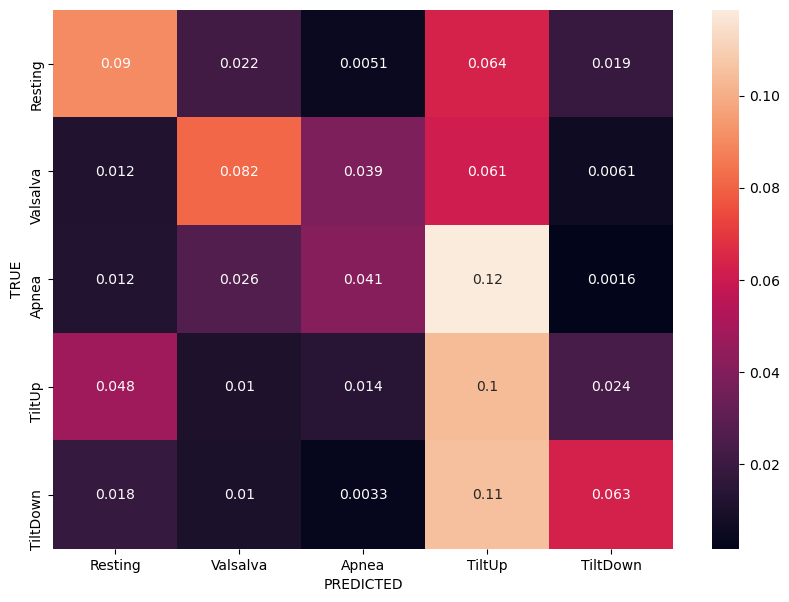 Resting 0.09 0.022 0.0051 0.064 0.019
Valsalva 0.012 0.082 0.039 0.061 0.0061
Apnea 0.012 0.026 0.041 0.12 0.0016
TiltUp 0.048 0.01 0.014 0.1 0.024
TiltDown 0.018 0.01 0.0033 0.11 0.063
TRUE
Resting Valsalva Apnea TiltUp TiltDown
PREDICTED
0.10
0.08
0.06
0.04
0.02